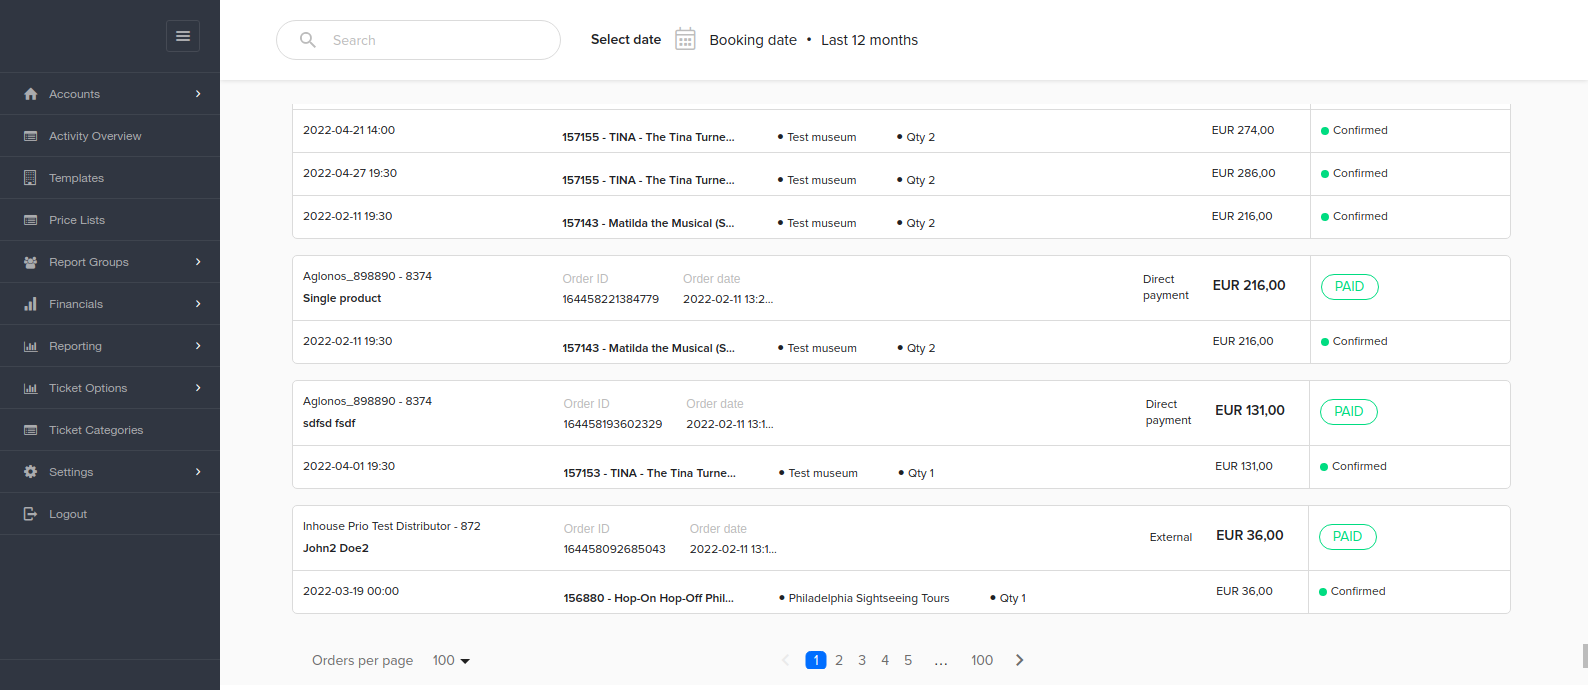 Search
Select date Booking date • Last 12 months
Accounts
Activity Overview
Templates
Price Lists
Report Groups
Financials
Reporting
Ticket Options
Ticket Categories
Settings
Logout
2022-04-21 14:00 157155 - TINA - The Tina Turne... • Test museum • Qty 2 EUR 274,00 Confirmed
2022-04-27 19:30 157155 - TINA - The Tina Turne... • Test museum • Qty 2 EUR 286,00 Confirmed
2022-02-11 19:30 157143 - Matilda the Musical (S... • Test museum • Qty 2 EUR 216,00 Confirmed
Aglonos_898890 - 8374 Order ID Order date Direct payment EUR 216,00 PAID
Single product 164458221384779 2022-02-11 13:2...
2022-02-11 19:30 157143 - Matilda the Musical (S... • Test museum • Qty 2 EUR 216,00 Confirmed
Aglonos_898890 - 8374 Order ID Order date Direct payment EUR 131,00 PAID
sdfsd fsdf 164458193602329 2022-02-11 13:1...
2022-04-01 19:30 157153 - TINA - The Tina Turne... • Test museum • Qty 1 EUR 131,00 Confirmed
Inhouse Prio Test Distributor - 872 Order ID Order date External EUR 36,00 PAID
John2 Doe2 164458092685043 2022-02-11 13:1...
2022-03-19 00:00 156880 - Hop-On Hop-Off Phil... • Philadelphia Sightseeing Tours • Qty 1 EUR 36,00 Confirmed
Orders per page 100 1 2 3 4 5 ... 100